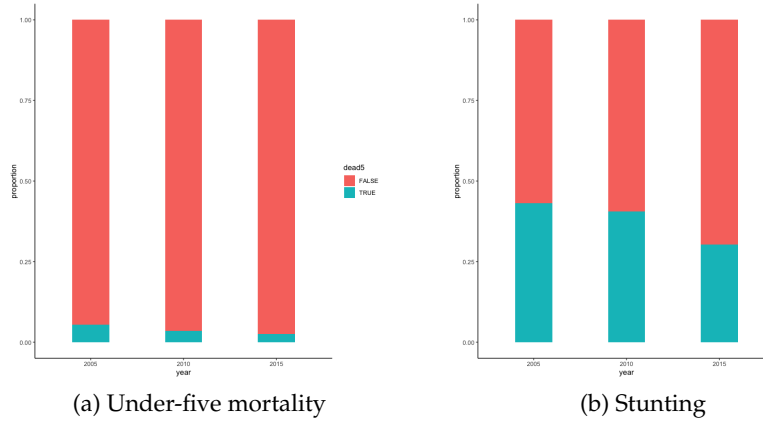 1.00
0.75
0.50
0.25
0.00
proportion
2005 2010 2015
year
dead5
FALSE
TRUE
(a) Under-five mortality
1.00
0.75
0.50
0.25
0.00
proportion
2005 2010 2015
year
(b) Stunting